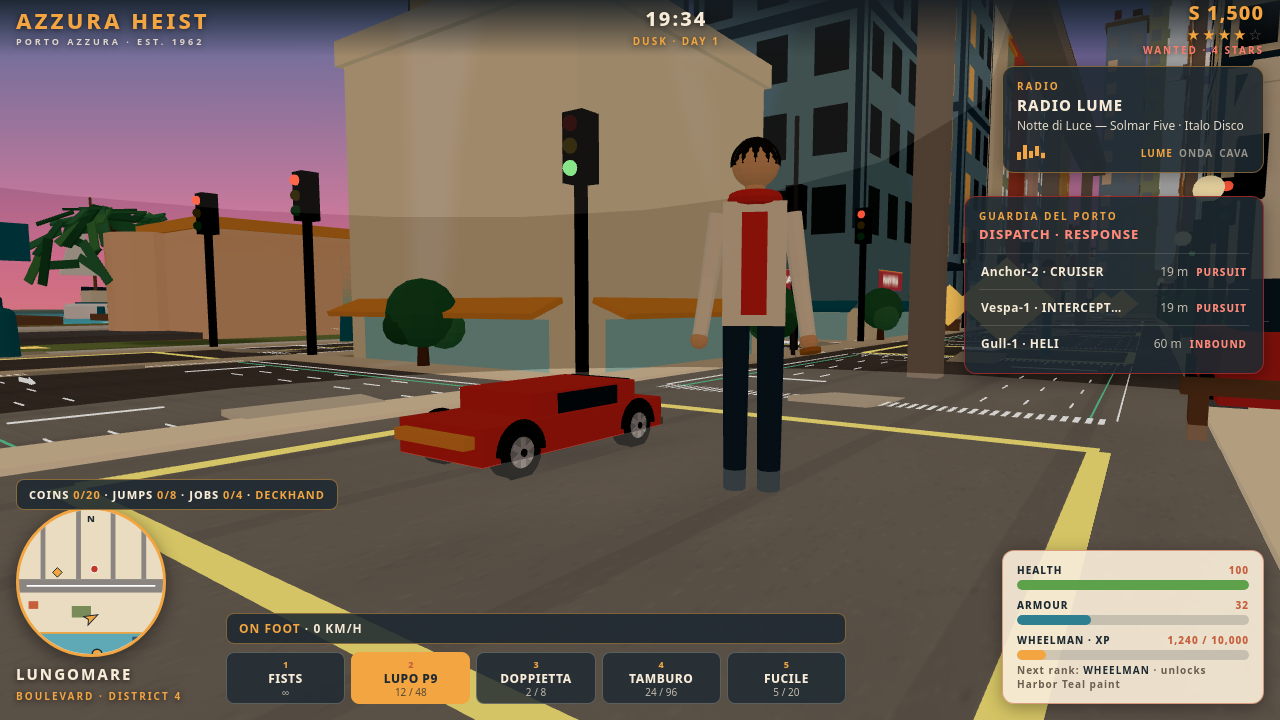 AZZURA HEIST
PORTO AZZURA · EST. 1962
19:34
DUSK · DAY 1
S 1,500
★★★★☆
WANTED · 4 STARS
RADIO
RADIO LUME
Notte di Luce — Solmar Five · Italo Disco
LUME ONDA CAVA
GUARDIA DEL PORTO
DISPATCH · RESPONSE
Anchor-2 · CRUISER 19 m PURSUIT
Vespa-1 · INTERCEPT... 19 m PURSUIT
Gull-1 · HELI 60 m INBOUND
COINS 0/20 · JUMPS 0/8 · JOBS 0/4 · DECKHAND
N
LUNGOMARE
BOULEVARD · DISTRICT 4
ON FOOT · 0 KM/H
1
FISTS
∞
2
LUPO P9
12 / 48
3
DOPPIETTA
2 / 8
4
TAMBURO
24 / 96
5
FUCILE
5 / 20
HEALTH 100
ARMOUR 32
WHEELMAN · XP 1,240 / 10,000
Next rank: WHEELMAN · unlocks
Harbor Teal paint